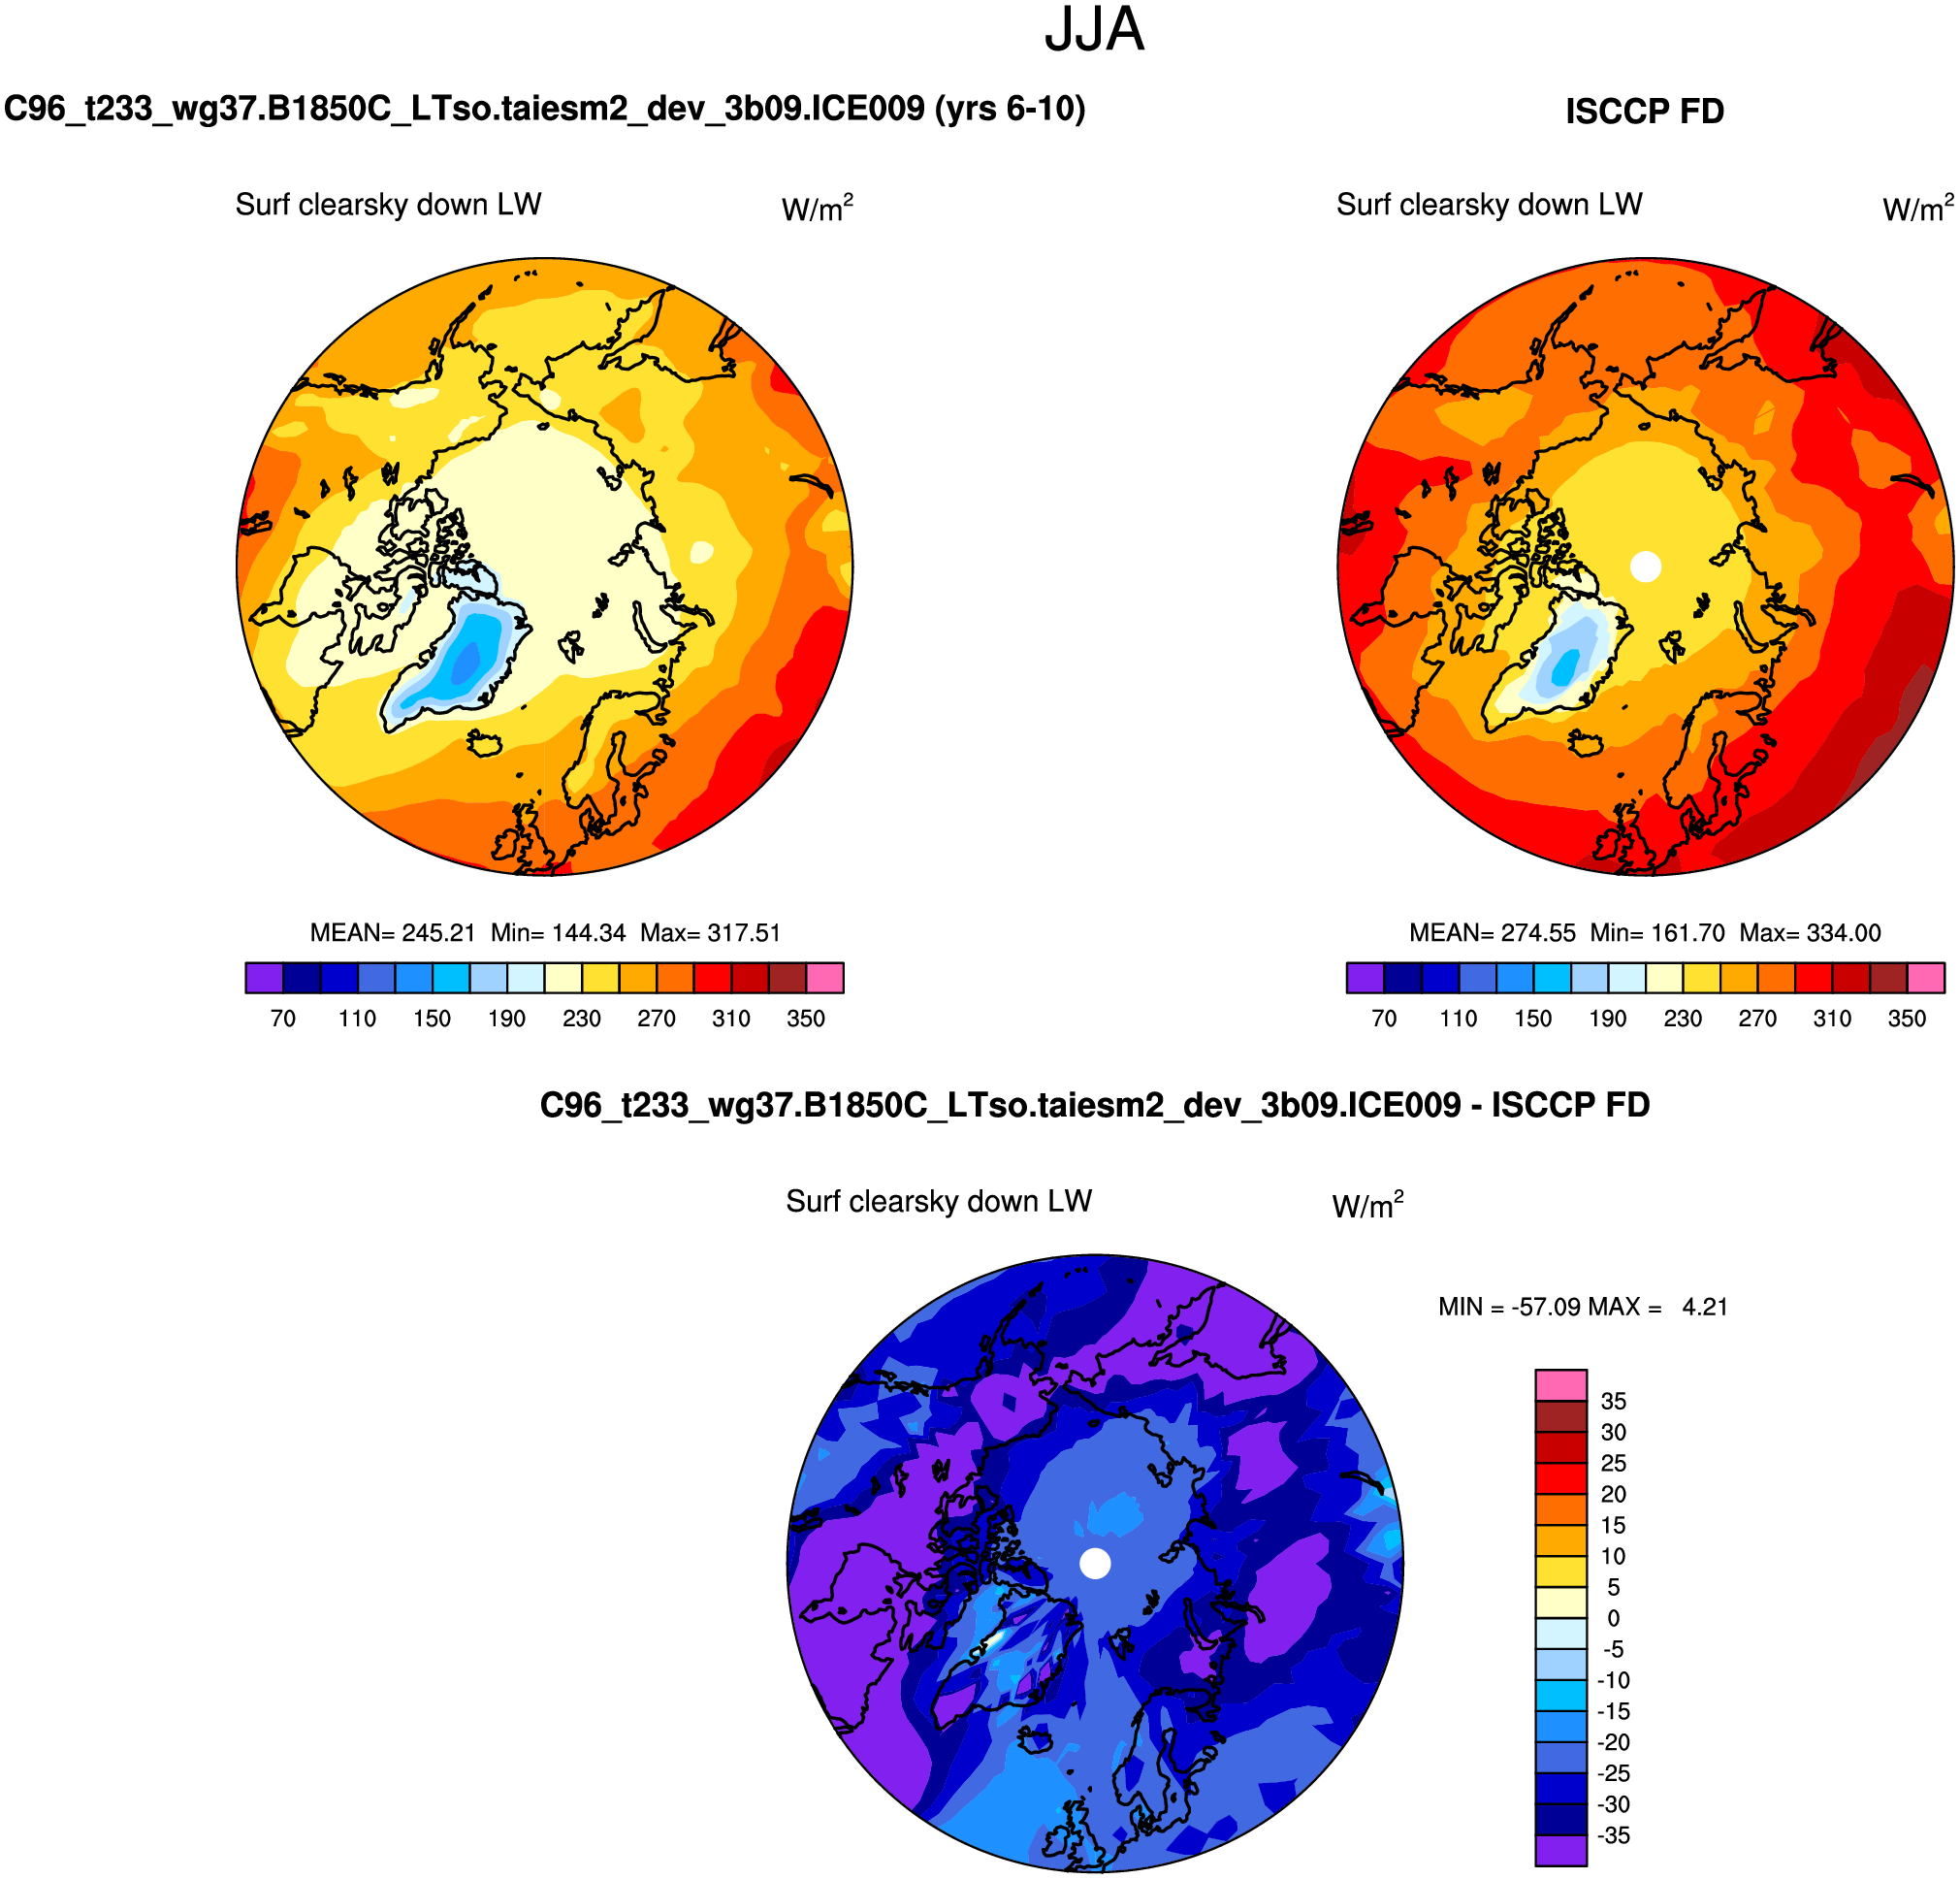 JJA
C96_t233_wg37.B1850C_LTso.taiesm2_dev_3b09.ICE009 (yrs 6-10)
ISCCP FD
Surf clearsky down LW W/m²
Surf clearsky down LW W/m²
MEAN= 245.21 Min= 144.34 Max= 317.51
MEAN= 274.55 Min= 161.70 Max= 334.00
70 110 150 190 230 270 310 350
70 110 150 190 230 270 310 350
C96_t233_wg37.B1850C_LTso.taiesm2_dev_3b09.ICE009 - ISCCP FD
Surf clearsky down LW W/m²
MIN = -57.09 MAX = 4.21
35
30
25
20
15
10
5
0
-5
-10
-15
-20
-25
-30
-35